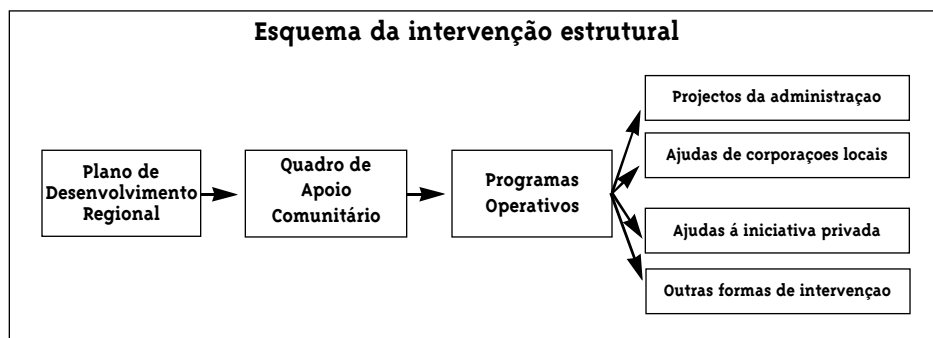 Esquema da intervenção estrutural
Plano de
Desenvolvimento
Regional
Quadro de
Apoio
Comunitário
Programas
Operativos
Projectos da administraçao
Ajudas de corporaçoes locais
Ajudas á iniciativa privada
Outras formas de intervençao